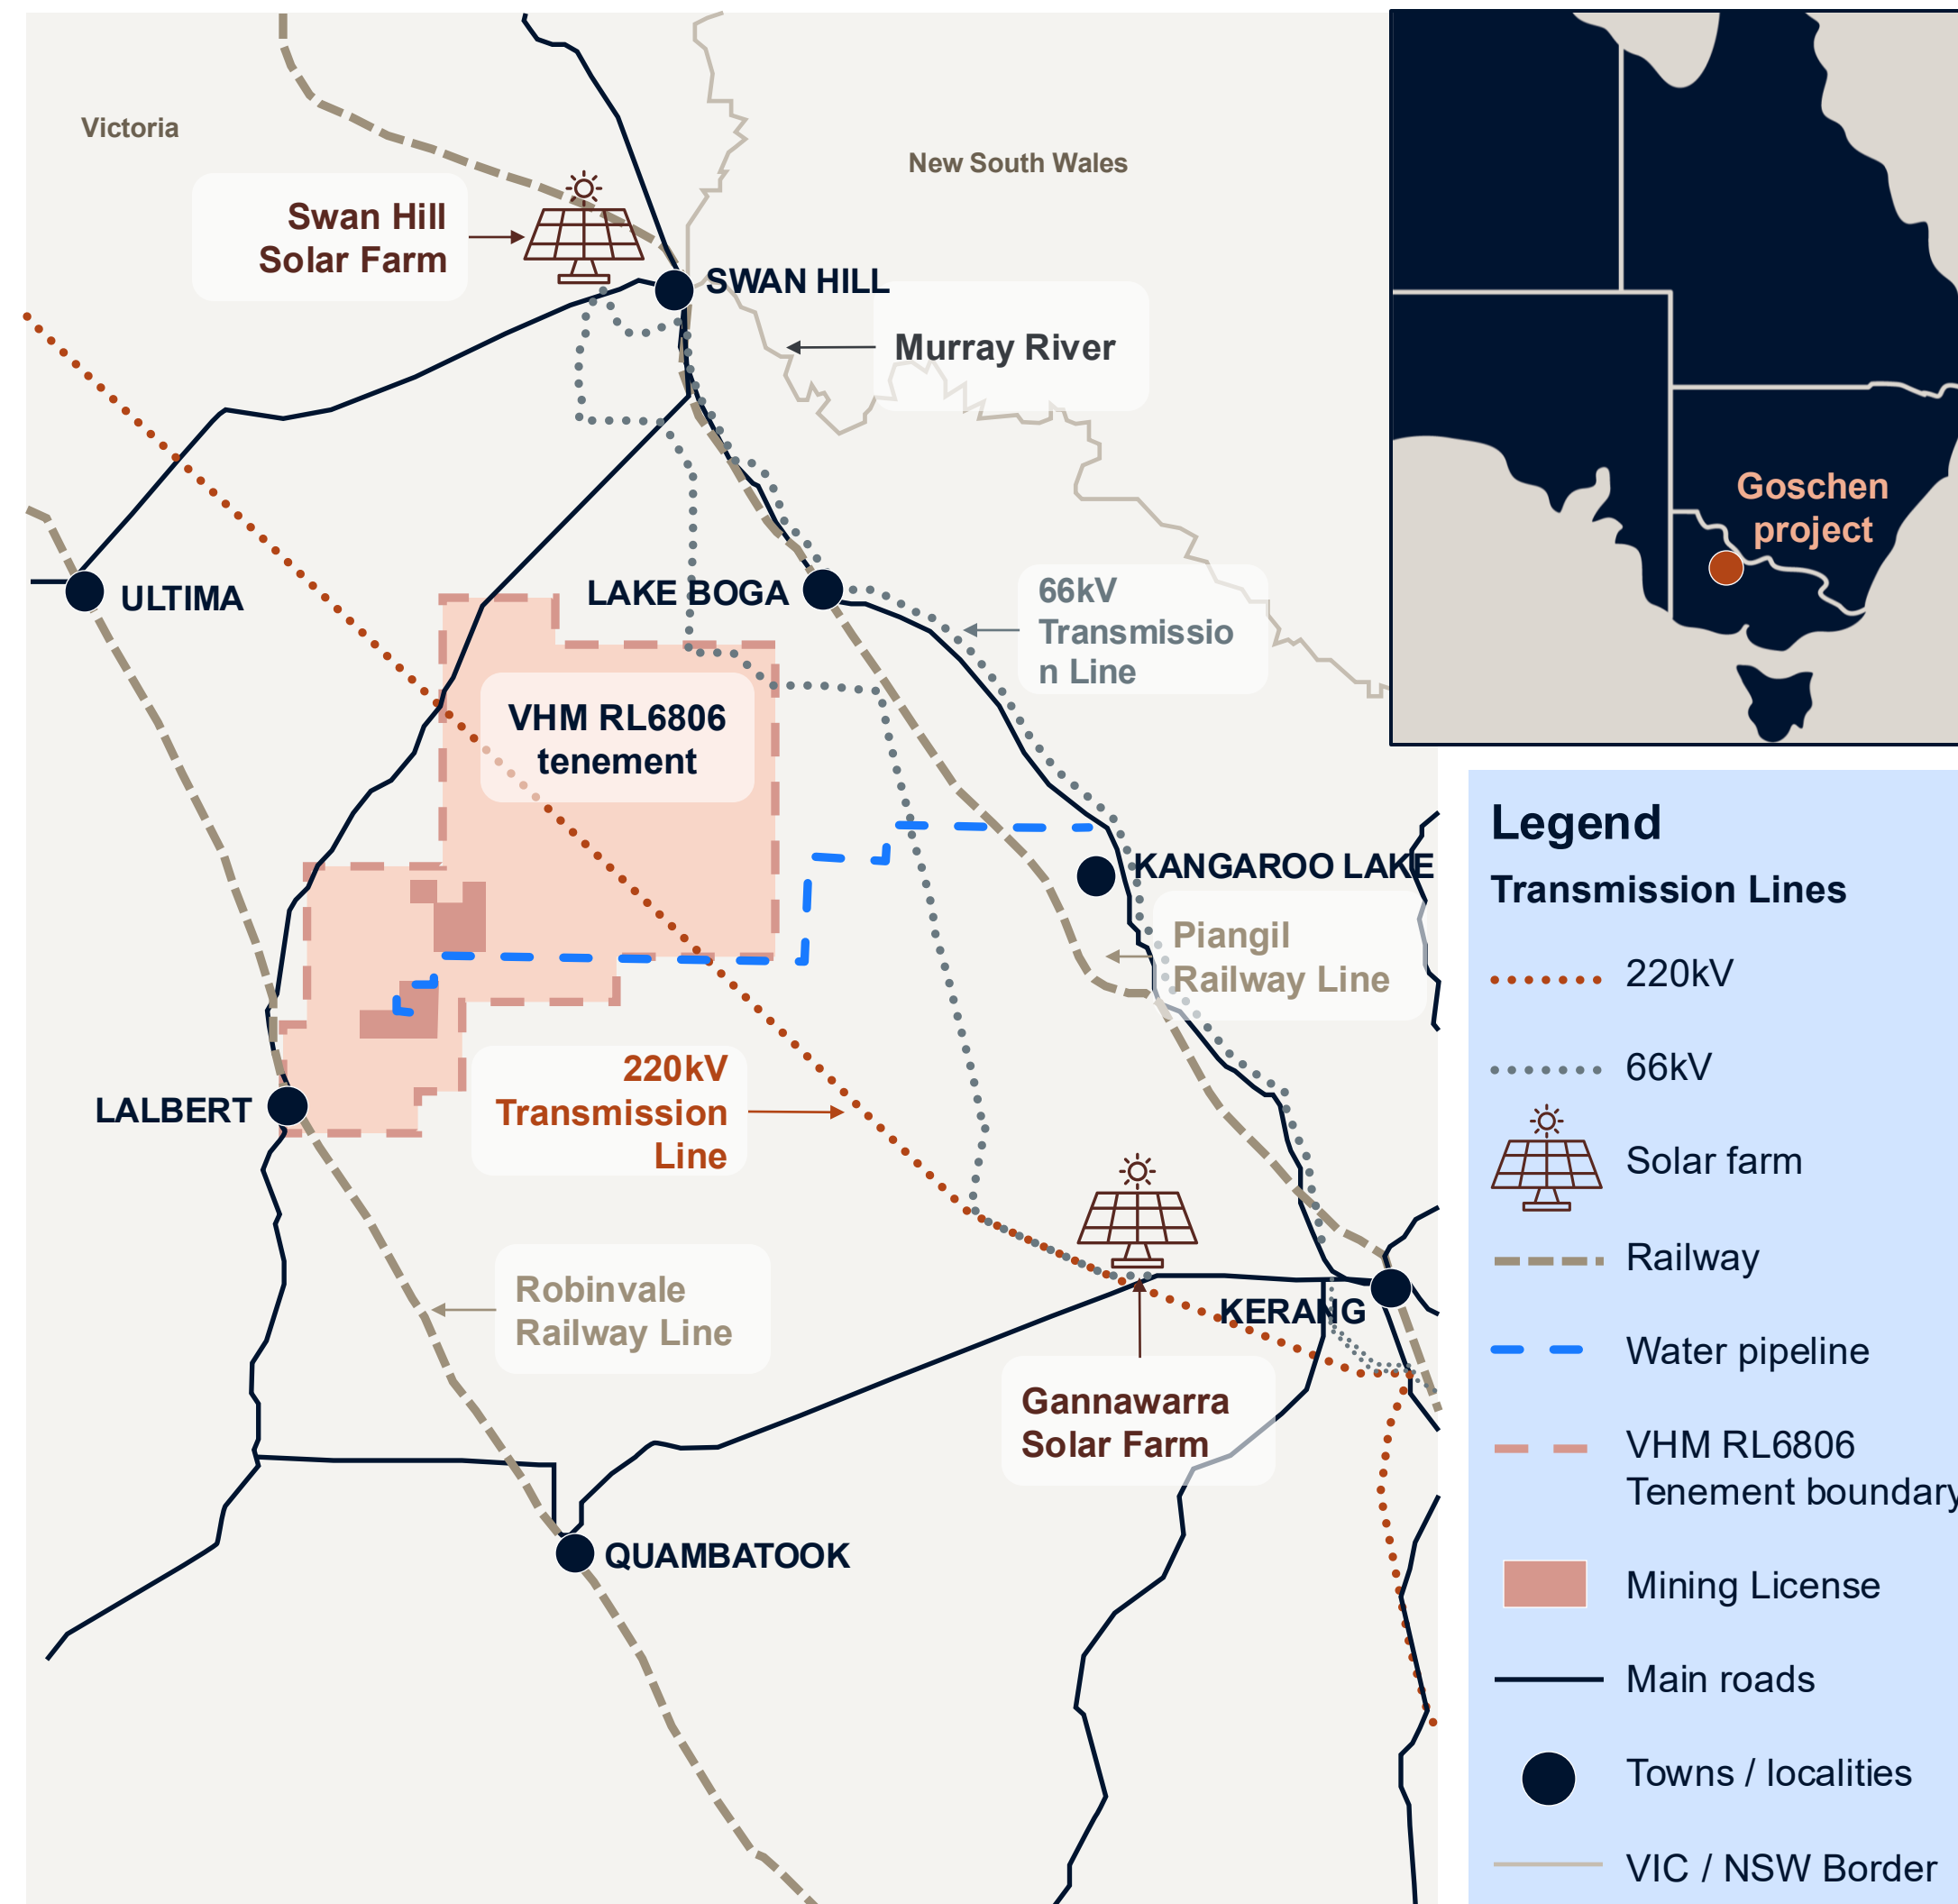 Victoria
New South Wales
Swan Hill
Solar Farm
SWAN HILL
Murray River
Goschen
project
ULTIMA
LAKE BOGA
66kV
Transmissio
n Line
VHM RL6806
tenement
KANGAROO LAKE
Piangil
Railway Line
220kV
Transmission
Line
LALBERT
Robinvale
Railway Line
KERANG
Gannawarra
Solar Farm
QUAMBATOOK
Legend
Transmission Lines
220kV
66kV
Solar farm
Railway
Water pipeline
VHM RL6806
Tenement boundary
Mining License
Main roads
Towns / localities
VIC / NSW Border